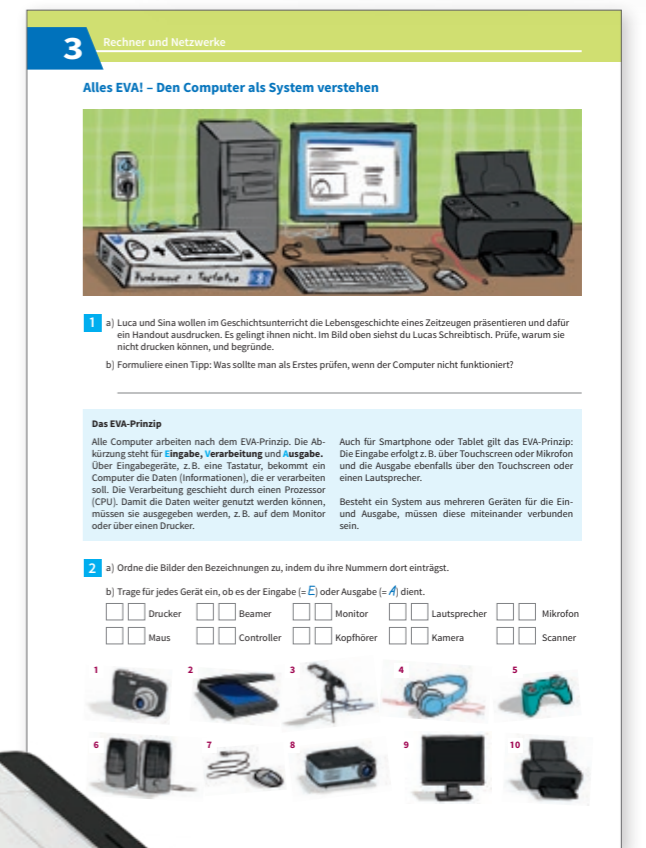 3
Rechner und Netzwerke
Alles EVA! – Den Computer als System verstehen
Funkmaus + Tastatur
1 a) Luca und Sina wollen im Geschichtsunterricht die Lebensgeschichte eines Zeitzeugen präsentieren und dafür
ein Handout ausdrucken. Es gelingt ihnen nicht. Im Bild oben siehst du Lucas Schreibtisch. Prüfe, warum sie
nicht drucken können, und begründe.
b) Formuliere einen Tipp: Was sollte man als Erstes prüfen, wenn der Computer nicht funktioniert?
Das EVA-Prinzip
Alle Computer arbeiten nach dem EVA-Prinzip. Die Ab-
kürzung steht für Eingabe, Verarbeitung und Ausgabe.
Über Eingabegeräte, z.B. eine Tastatur, bekommt ein
Computer die Daten (Informationen), die er verarbeiten
soll. Die Verarbeitung geschieht durch einen Prozessor
(CPU). Damit die Daten weiter genutzt werden können,
müssen sie ausgegeben werden, z.B. auf dem Monitor
oder über einen Drucker.
Auch für Smartphone oder Tablet gilt das EVA-Prinzip:
Die Eingabe erfolgt z.B. über Touchscreen oder Mikrofon
und die Ausgabe ebenfalls über den Touchscreen oder
einen Lautsprecher.
Besteht ein System aus mehreren Geräten für die Ein-
und Ausgabe, müssen diese miteinander verbunden
sein.
2 a) Ordne die Bilder den Bezeichnungen zu, indem du ihre Nummern dort einträgst.
b) Trage für jedes Gerät ein, ob es der Eingabe (= E) oder Ausgabe (= A) dient.
Drucker Beamer Monitor Lautsprecher Mikrofon
Maus Controller Kopfhörer Kamera Scanner
1 2 3 4 5
6 7 8 9 10